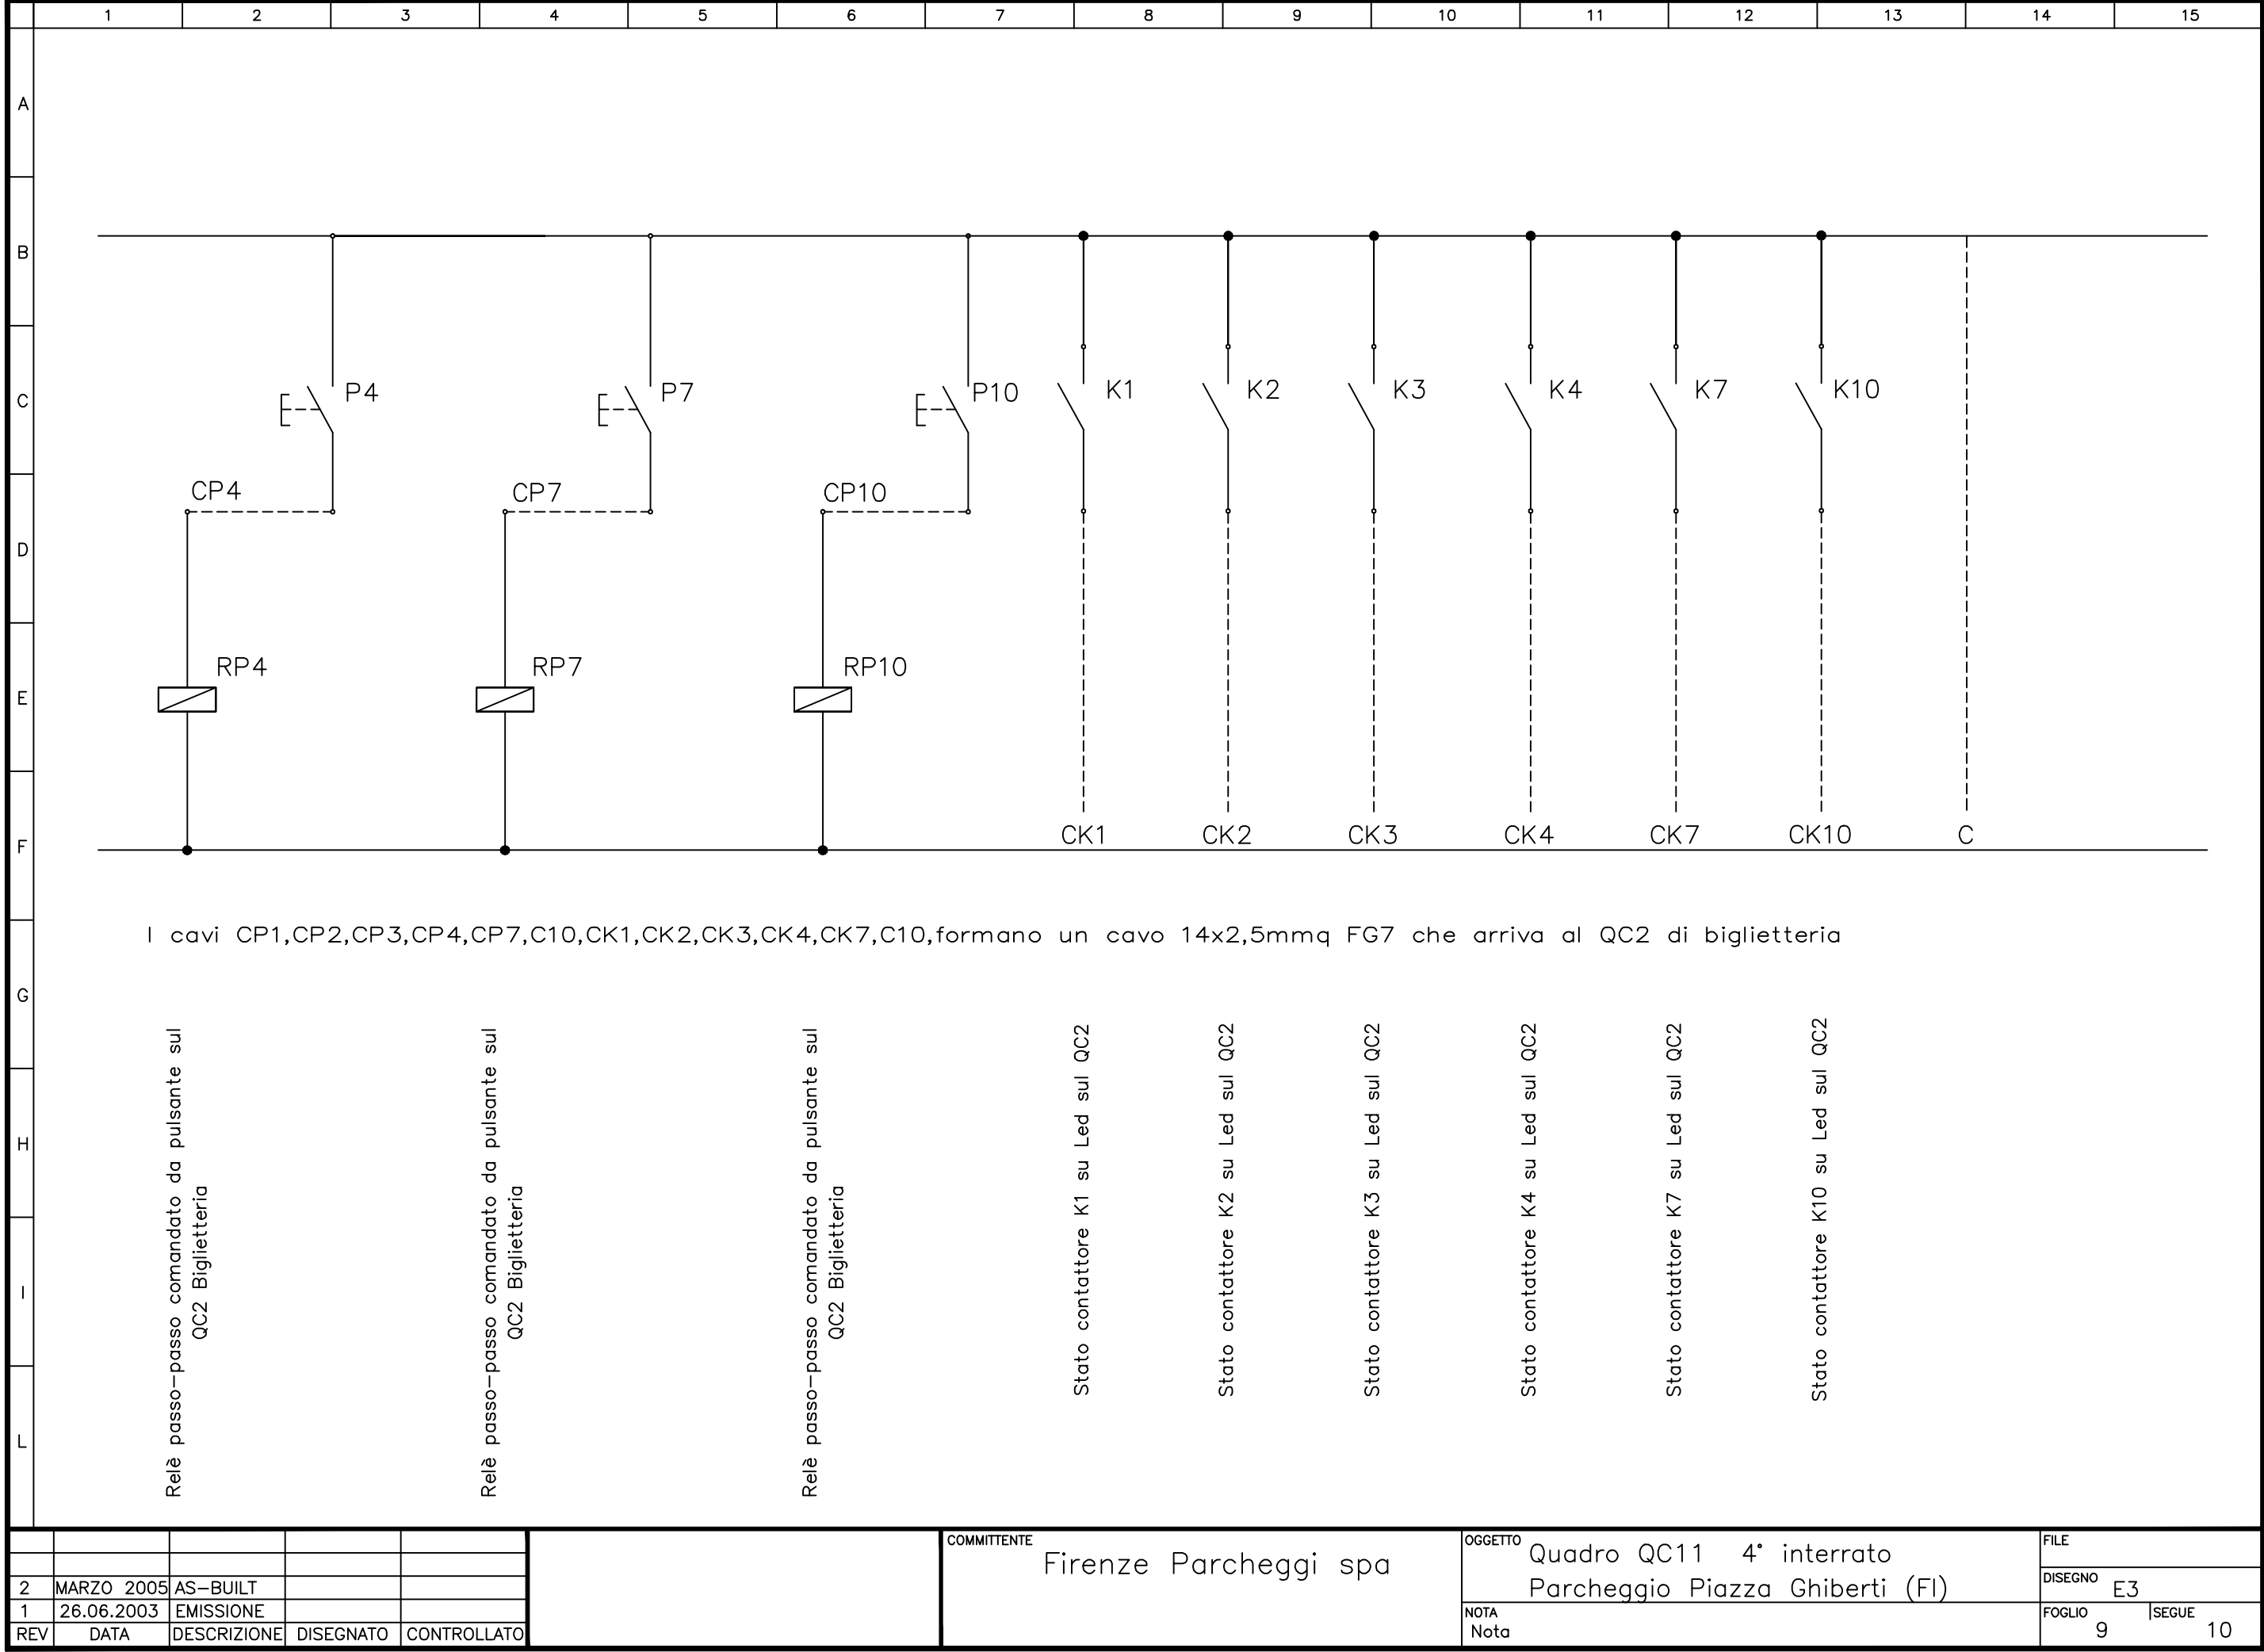 1 2 3 4 5 6 7 8 9 10 11 12 13 14 15
A
B
C
D
E
F
G
H
I
L
P4
P7
P10
K1
K2
K3
K4
K7
K10
CP4
CP7
CP10
RP4
RP7
RP10
CK1
CK2
CK3
CK4
CK7
CK10
C
I cavi CP1,CP2,CP3,CP4,CP7,C10,CK1,CK2,CK3,CK4,CK7,C10,formano un cavo 14x2,5mmq FG7 che arriva al QC2 di biglietteria
Relè passo-passo comandato da pulsante sul
QC2 Biglietteria
Relè passo-passo comandato da pulsante sul
QC2 Biglietteria
Relè passo-passo comandato da pulsante sul
QC2 Biglietteria
Stato contattore K1 su Led sul QC2
Stato contattore K2 su Led sul QC2
Stato contattore K3 su Led sul QC2
Stato contattore K4 su Led sul QC2
Stato contattore K7 su Led sul QC2
Stato contattore K10 su Led sul QC2
2 MARZO 2005 AS-BUILT
1 26.06.2003 EMISSIONE
REV DATA DESCRIZIONE DISEGNATO CONTROLLATO
COMMITTENTE
Firenze Parcheggi spa
OGGETTO
Quadro QC11 4° interrato
Parcheggio Piazza Ghiberti (FI)
NOTA
Nota
FILE
DISEGNO
E3
FOGLIO
9
SEGUE
10